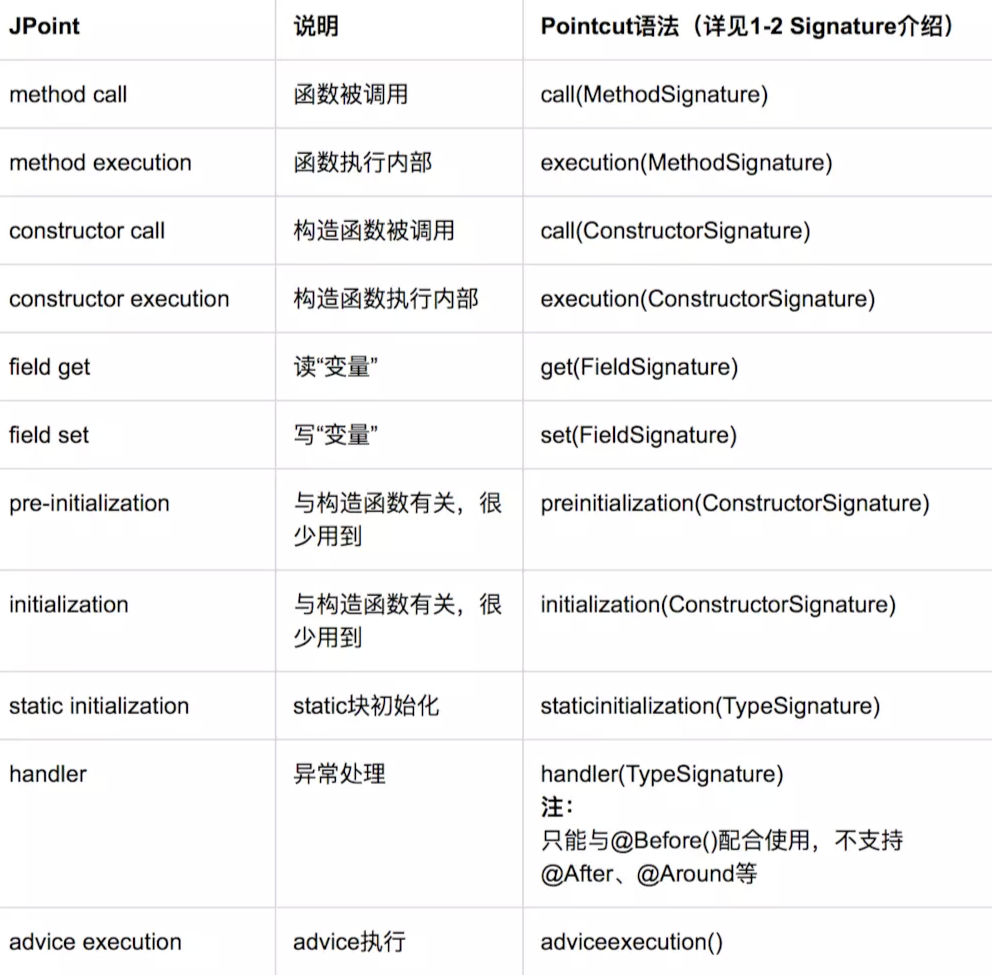 JPoint 说明 Pointcut语法（详见1-2 Signature介绍）
method call 函数被调用 call(MethodSignature)
method execution 函数执行内部 execution(MethodSignature)
constructor call 构造函数被调用 call(ConstructorSignature)
constructor execution 构造函数执行内部 execution(ConstructorSignature)
field get 读“变量” get(FieldSignature)
field set 写“变量” set(FieldSignature)
pre-initialization 与构造函数有关，很 preinitialization(ConstructorSignature)
少用到
initialization 与构造函数有关，很 initialization(ConstructorSignature)
少用到
static initialization static块初始化 staticinitialization(TypeSignature)
handler 异常处理 handler(TypeSignature)
注：
只能与@Before()配合使用，不支持
@After、@Around等
advice execution advice执行 adviceexecution()